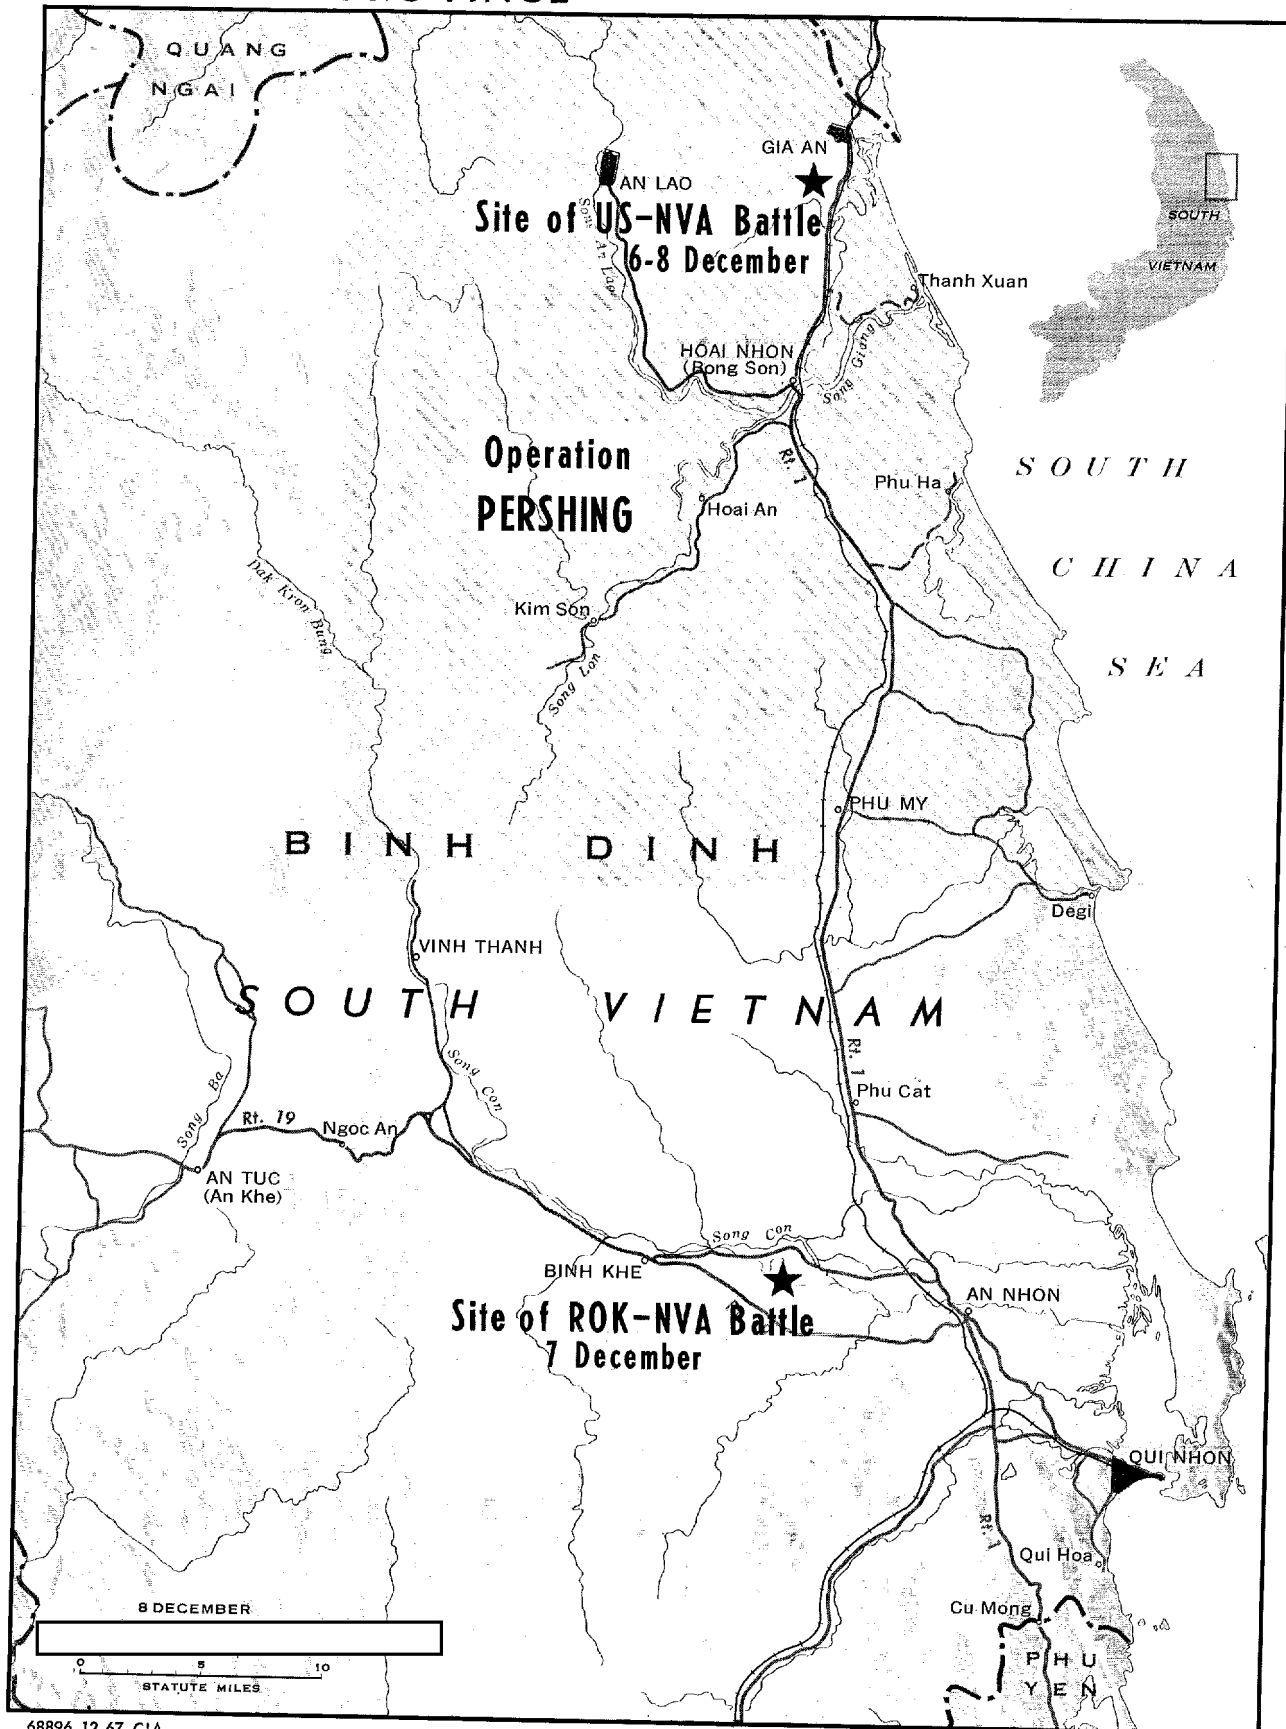 QUANG
NGAI
GIA AN
AN LAO
Song An Lao
Site of US-NVA Battle
6-8 December
SOUTH
VIETNAM
Thanh Xuan
HOAI NHON
(Bong Son)
Song Giang
Operation
PERSHING
Rt. 1
Phu Ha
Hoai An
SOUTH
CHINA
SEA
Dak Kron Bung
Kim Son
Song Lon
PHU MY
BINH DINH
Degi
VINH THANH
SOUTH VIETNAM
Rt. 1
Song Con
Phu Cat
Song Ba
Rt. 19
Ngoc An
AN TUC
(An Khe)
Song Con
BINH KHE
AN NHON
Site of ROK-NVA Battle
7 December
QUI NHON
Rt. 1
Qui Hoa
Cu Mong
8 DECEMBER
PHU
YEN
0 5 10
STATUTE MILES
68896 12-67 CIA